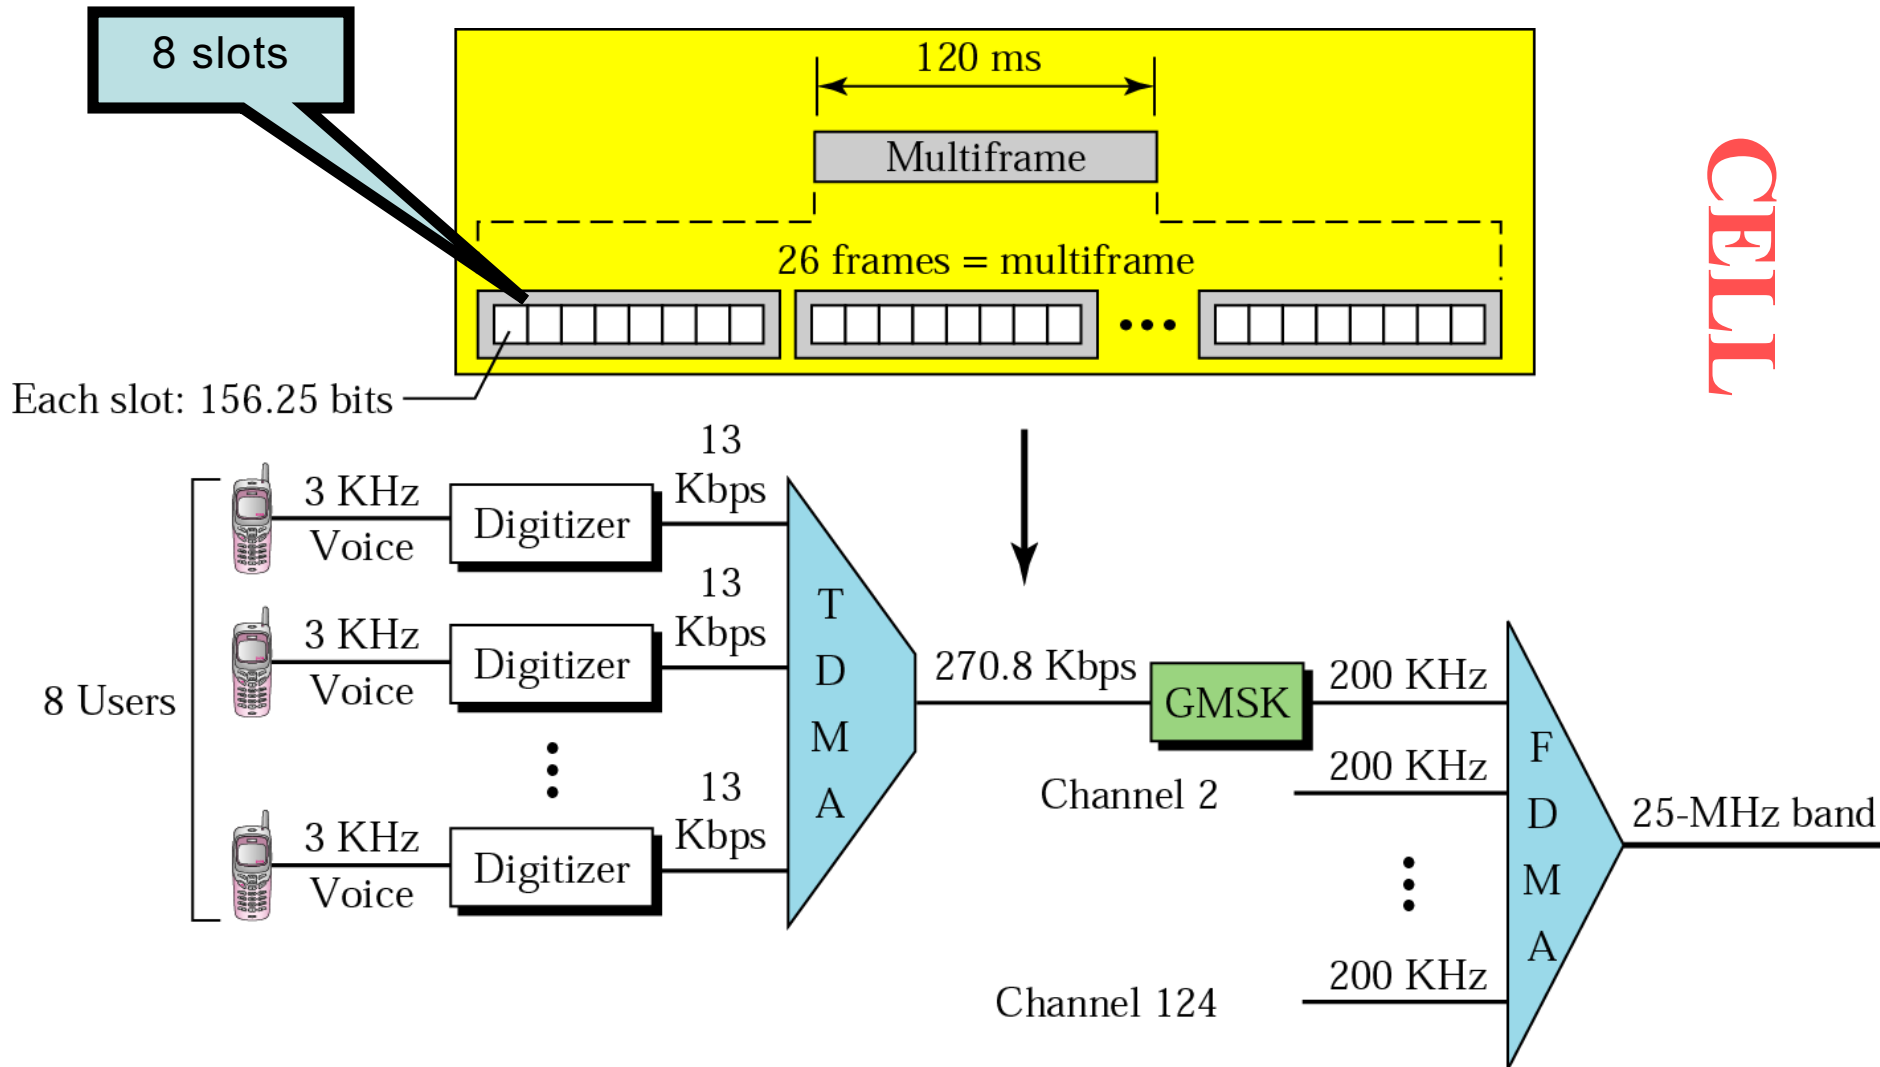 8 slots
120 ms
Multiframe
26 frames = multiframe
CELL
Each slot: 156.25 bits
8 Users
3 KHz
Voice
Digitizer
13
Kbps
3 KHz
Voice
Digitizer
13
Kbps
3 KHz
Voice
Digitizer
13
Kbps
T
D
M
A
270.8 Kbps
GMSK
200 KHz
Channel 2
200 KHz
Channel 124
200 KHz
F
D
M
A
25-MHz band